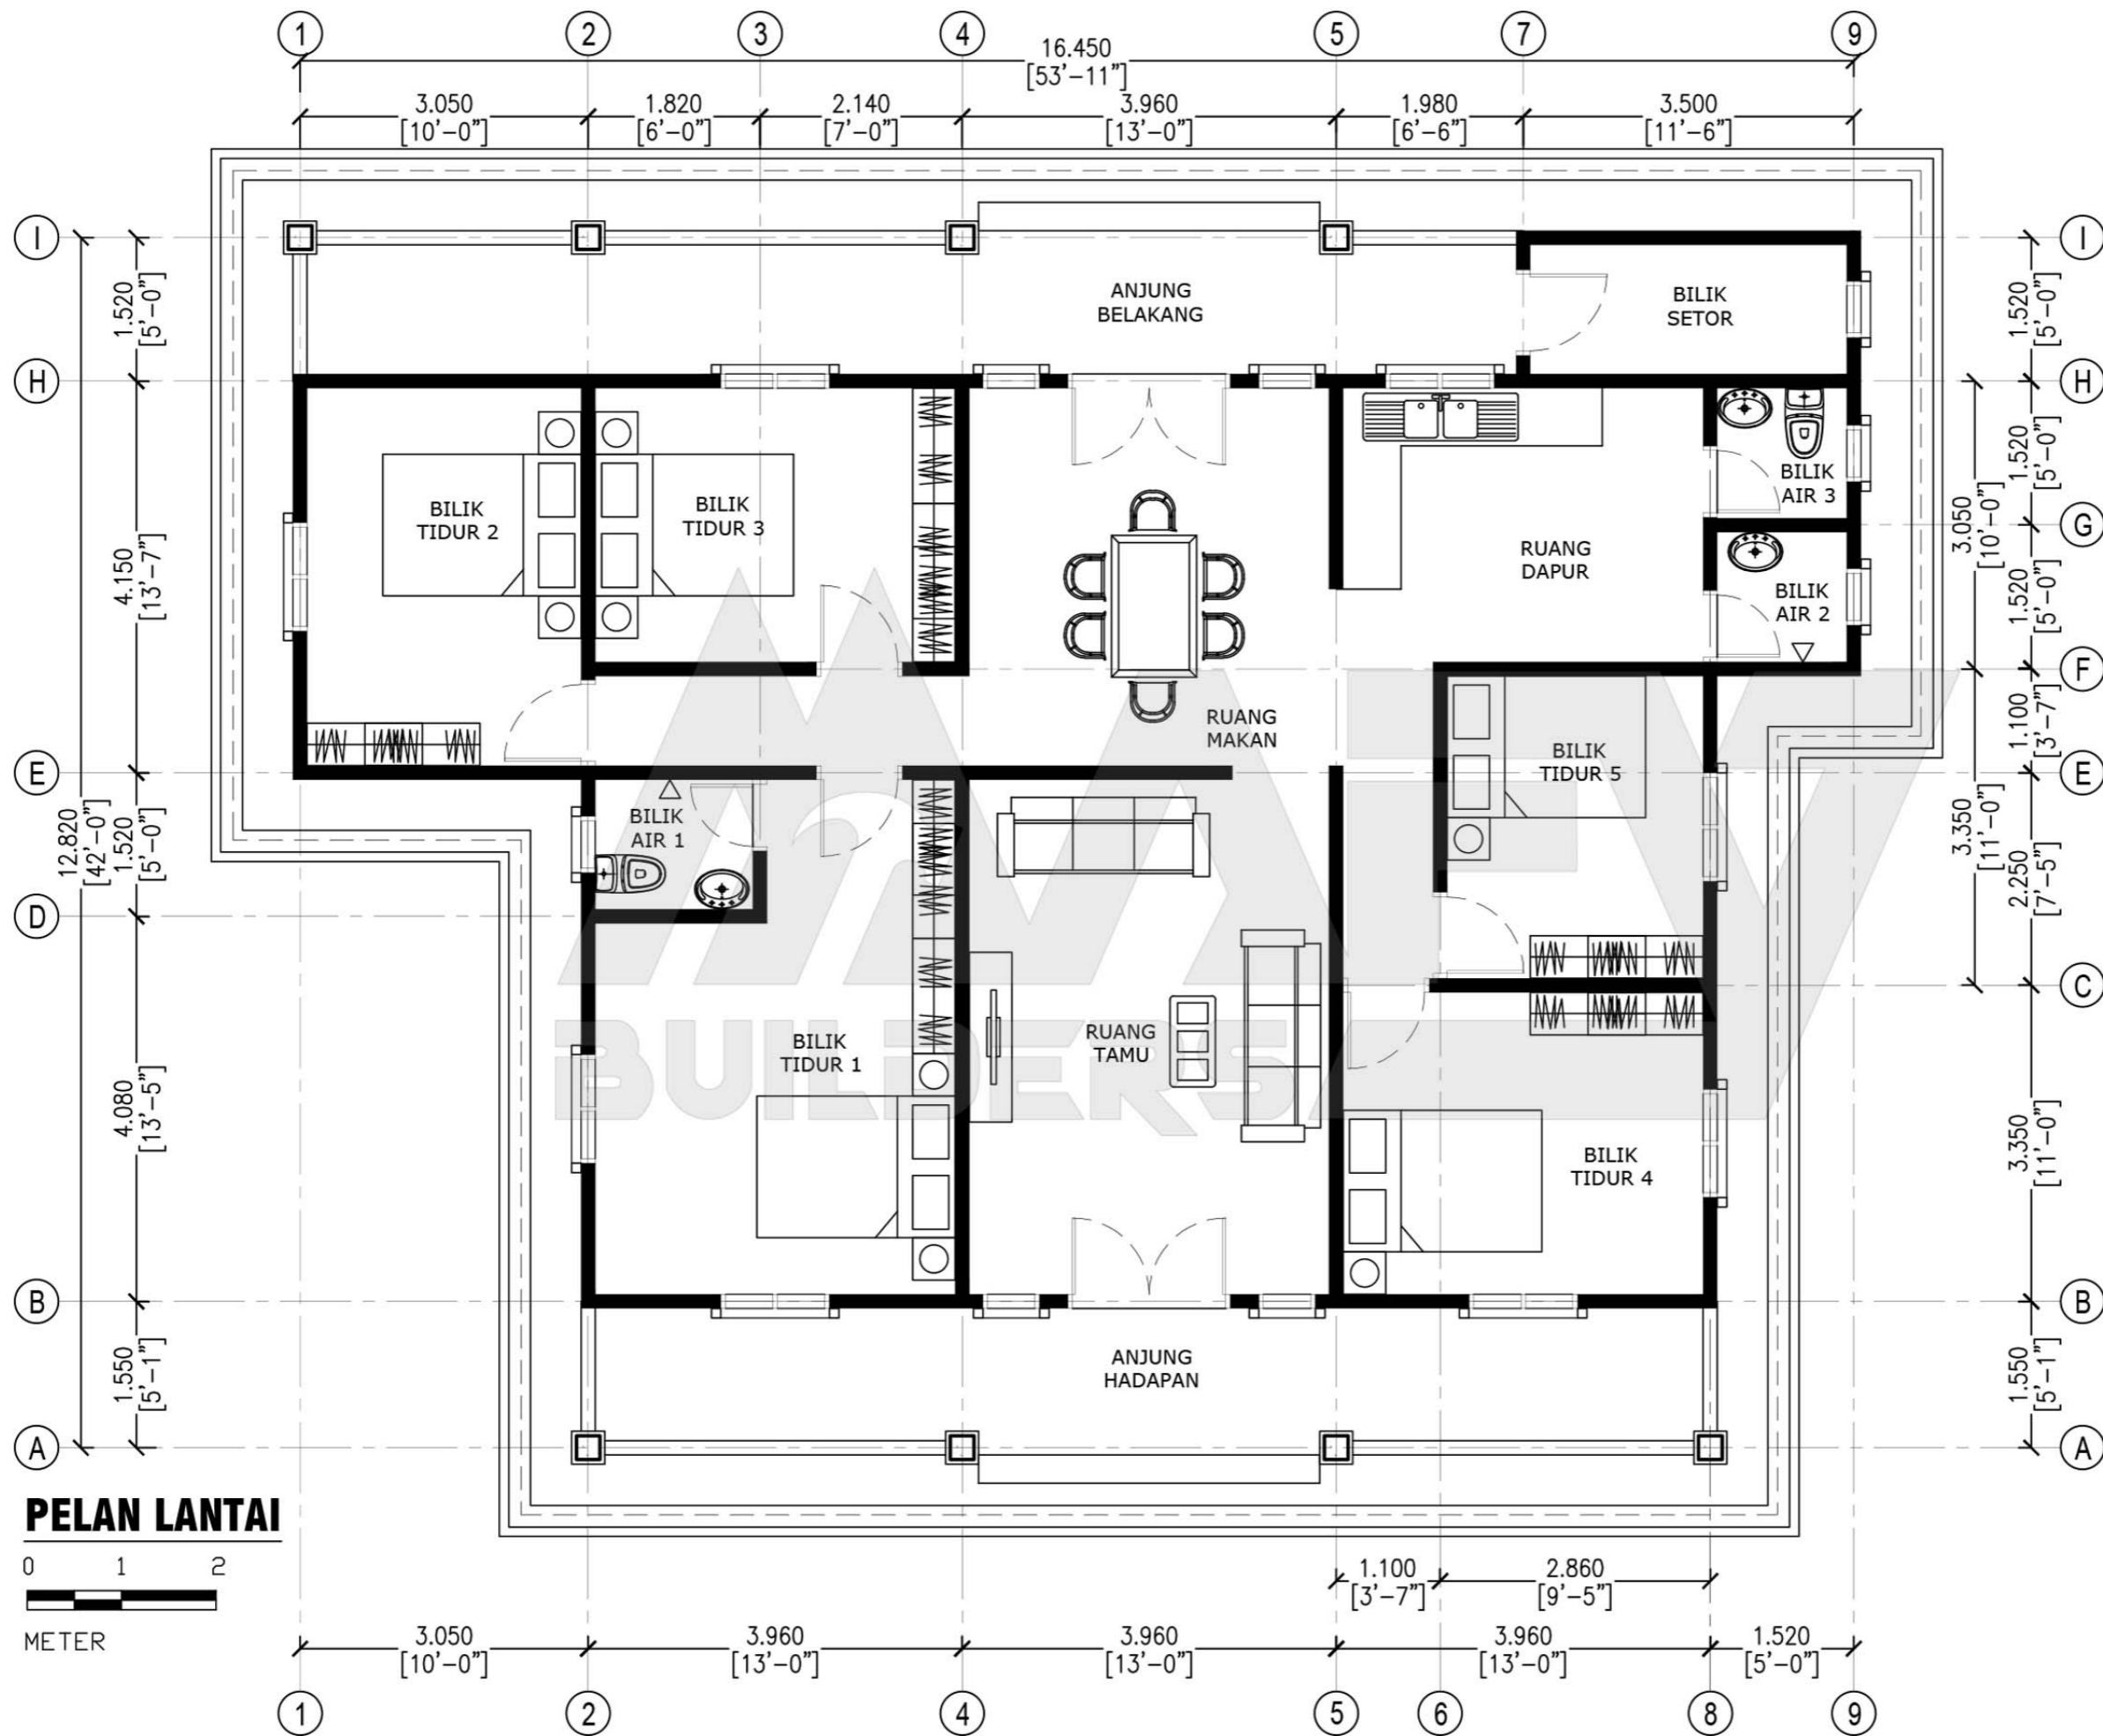 1 2 3 4 5 7 9
16.450
[53'-11"]
3.050 1.820 2.140 3.960 1.980 3.500
[10'-0"] [6'-0"] [7'-0"] [13'-0"] [6'-6"] [11'-6"]
I
H
E
D
B
A
12.820
[42'-0"]
1.520
[5'-0"]
4.150
[13'-7"]
1.520
[5'-0"]
4.080
[13'-5"]
1.550
[5'-1"]
ANJUNG
BELAKANG
BILIK
SETOR
BILIK
TIDUR 2
BILIK
TIDUR 3
RUANG
DAPUR
BILIK
AIR 3
BILIK
AIR 2
RUANG
MAKAN
BILIK
TIDUR 5
BILIK
AIR 1
BILIK
TIDUR 1
RUANG
TAMU
BILIK
TIDUR 4
ANJUNG
HADAPAN
BUILDERS
I
H
G
F
E
C
B
A
1.520
[5'-0"]
1.520
[5'-0"]
1.520
[5'-0"]
1.100
[3'-7"]
2.250
[7'-5"]
3.350
[11'-0"]
1.550
[5'-1"]
3.050
[10'-0"]
3.350
[11'-0"]
PELAN LANTAI
0 1 2
METER
1.100 2.860
[3'-7"] [9'-5"]
3.050 3.960 3.960 3.960 1.520
[10'-0"] [13'-0"] [13'-0"] [13'-0"] [5'-0"]
1 2 4 5 6 8 9